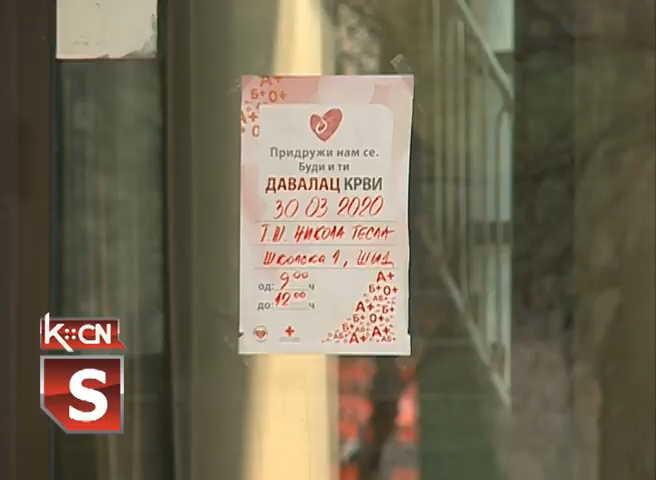 Придружи нам се.
Буди и ти
ДАВАЛАЦ КРВИ
30 03 2020
Т.Ш. НИКОЛА ТЕСЛА
ШКОЛСКА 1, ШИД
од: 9⁰⁰ ч
до: 12⁰⁰ ч
А+
Б+ О+
K::CN
S